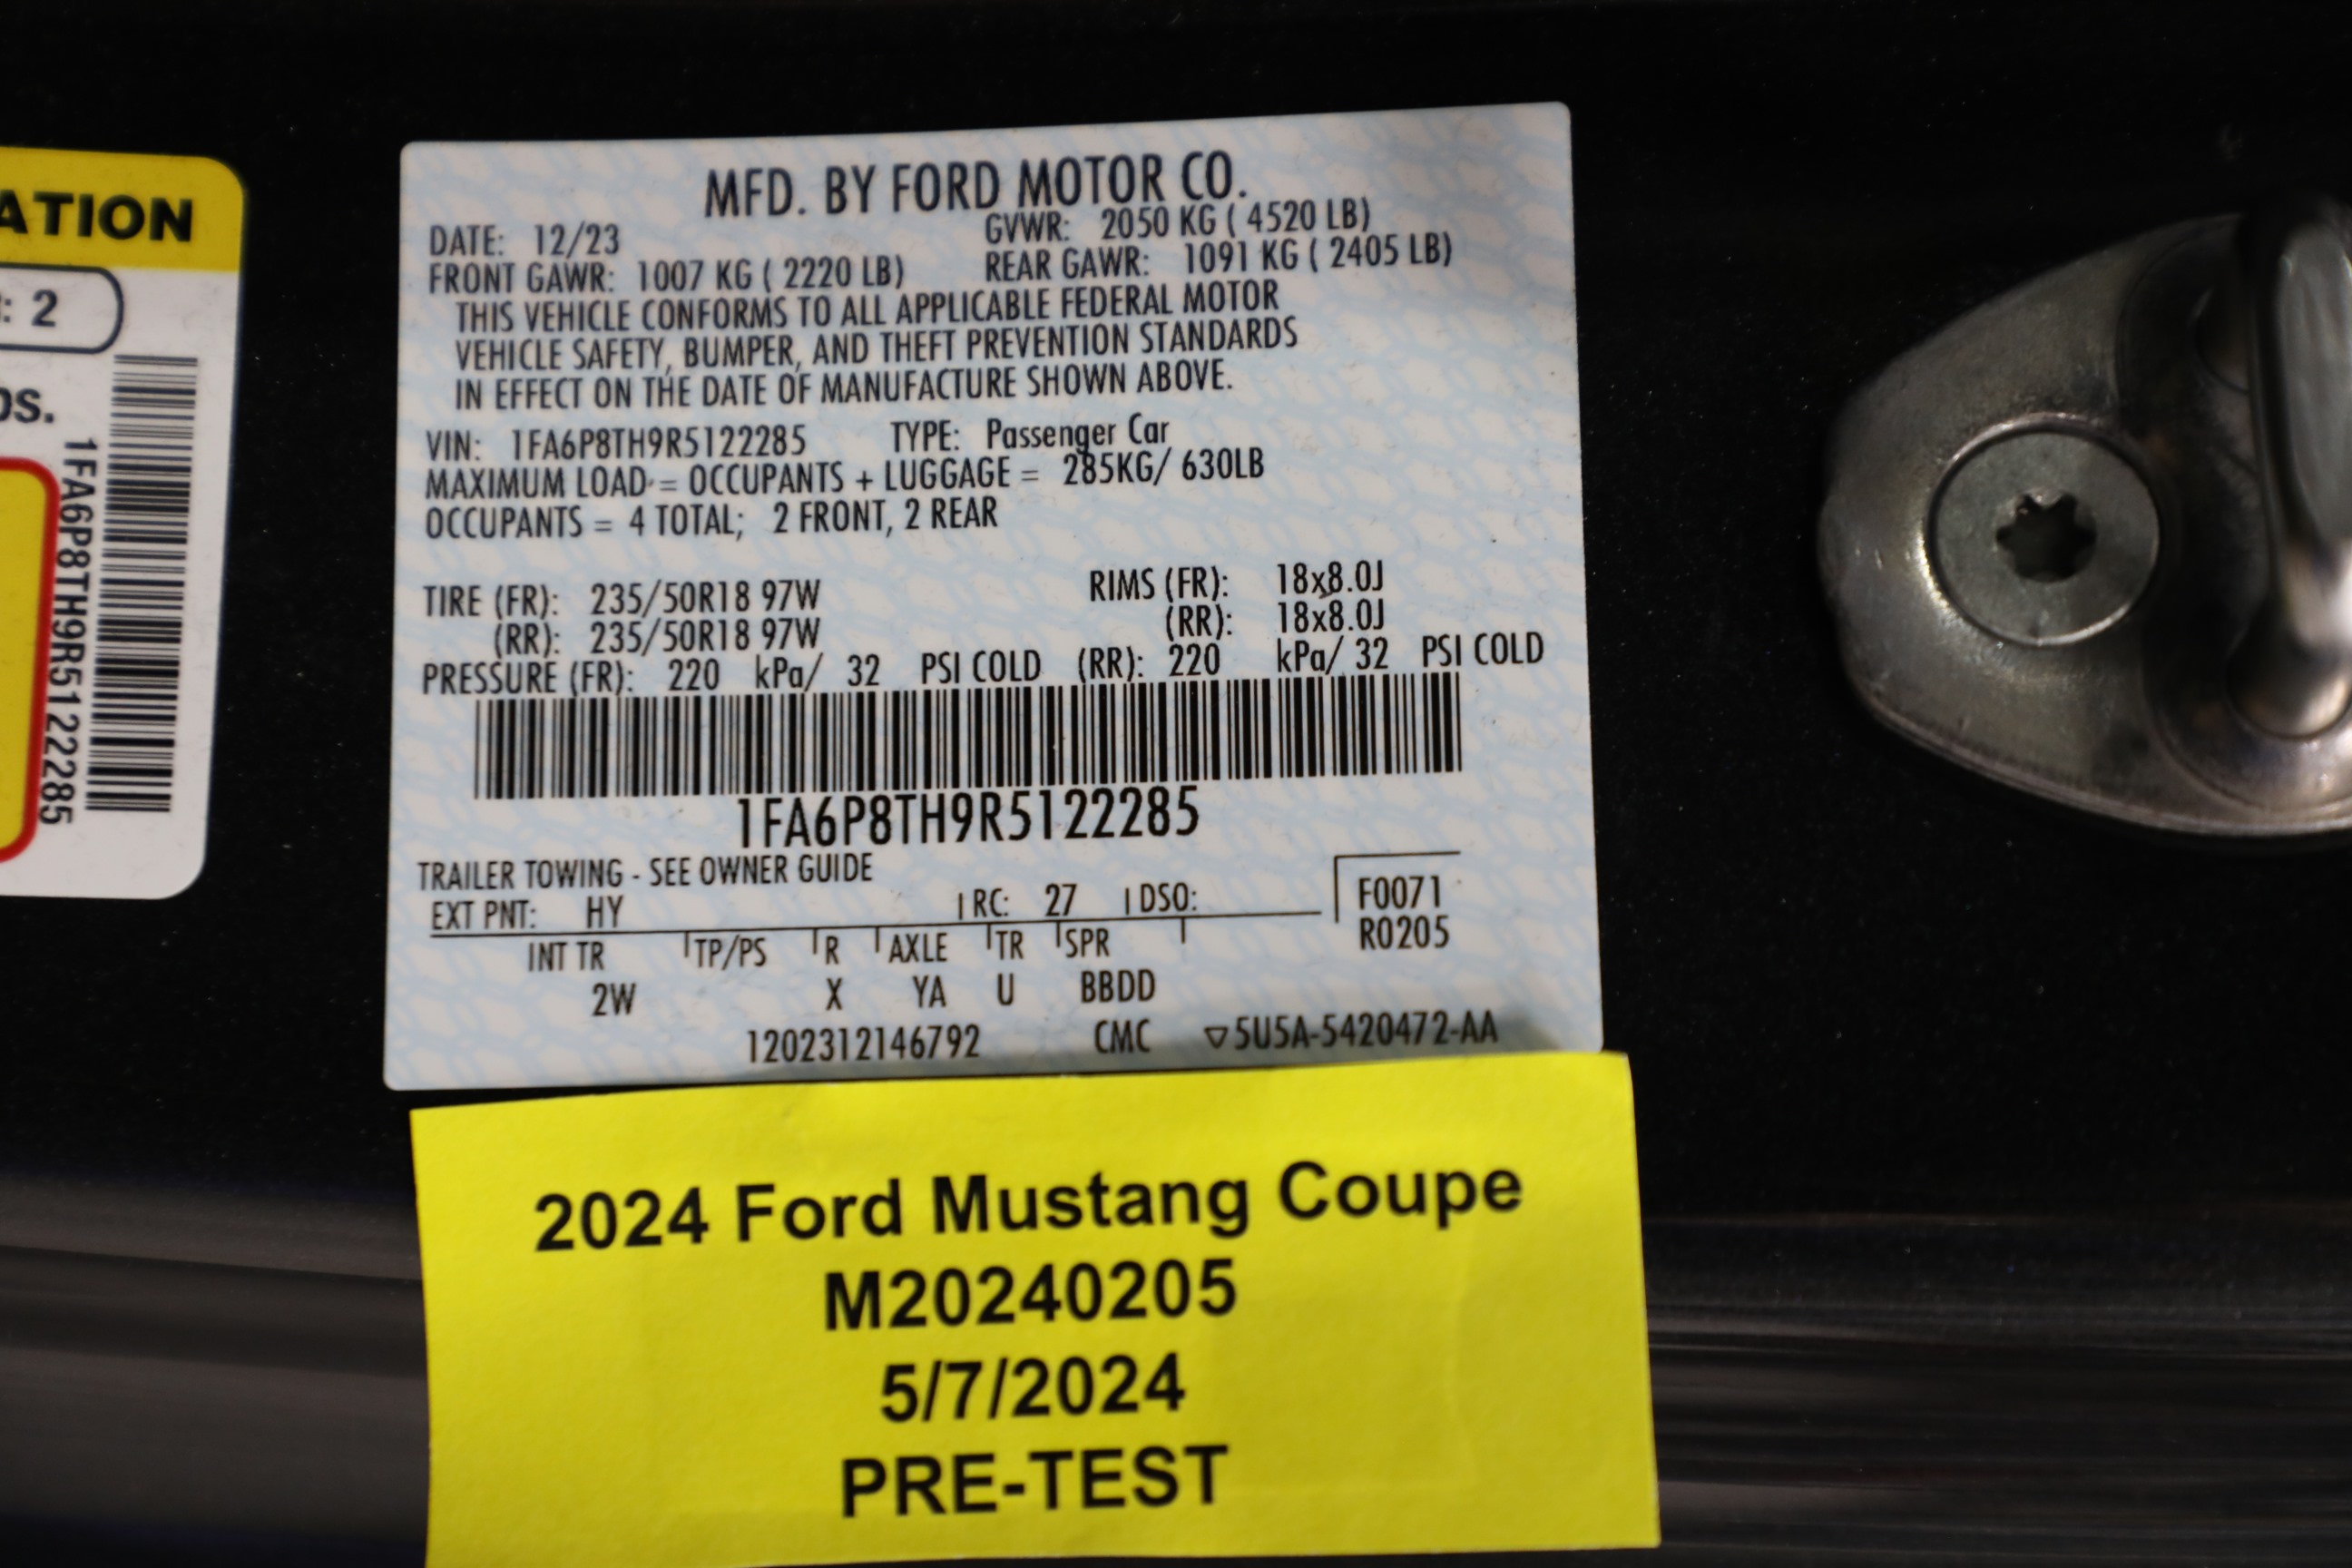 ATION
: 2
1FA6P8TH9R5122285
MFD. BY FORD MOTOR CO.
DATE: 12/23 GVWR: 2050 KG ( 4520 LB)
FRONT GAWR: 1007 KG ( 2220 LB) REAR GAWR: 1091 KG ( 2405 LB)
THIS VEHICLE CONFORMS TO ALL APPLICABLE FEDERAL MOTOR
VEHICLE SAFETY, BUMPER, AND THEFT PREVENTION STANDARDS
IN EFFECT ON THE DATE OF MANUFACTURE SHOWN ABOVE.
VIN: 1FA6P8TH9R5122285 TYPE: Passenger Car
MAXIMUM LOAD = OCCUPANTS + LUGGAGE = 285KG/ 630LB
OCCUPANTS = 4 TOTAL; 2 FRONT, 2 REAR
TIRE (FR): 235/50R18 97W RIMS (FR): 18x8.0J
(RR): 235/50R18 97W (RR): 18x8.0J
PRESSURE (FR): 220 kPa/ 32 PSI COLD (RR): 220 kPa/ 32 PSI COLD
1FA6P8TH9R5122285
TRAILER TOWING - SEE OWNER GUIDE
EXT PNT: HY RC: 27 DSO: F0071
R0205
INT TR TP/PS R AXLE TR SPR
2W X YA U BBDD
1202312146792 CMC ▽5U5A-5420472-AA
2024 Ford Mustang Coupe
M20240205
5/7/2024
PRE-TEST